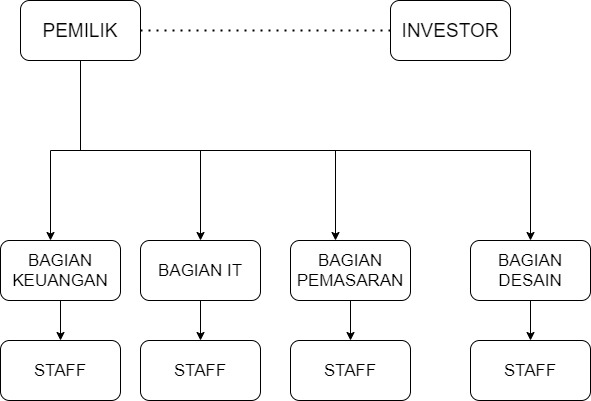 PEMILIK
INVESTOR
BAGIAN
KEUANGAN
BAGIAN IT
BAGIAN
PEMASARAN
BAGIAN
DESAIN
STAFF
STAFF
STAFF
STAFF